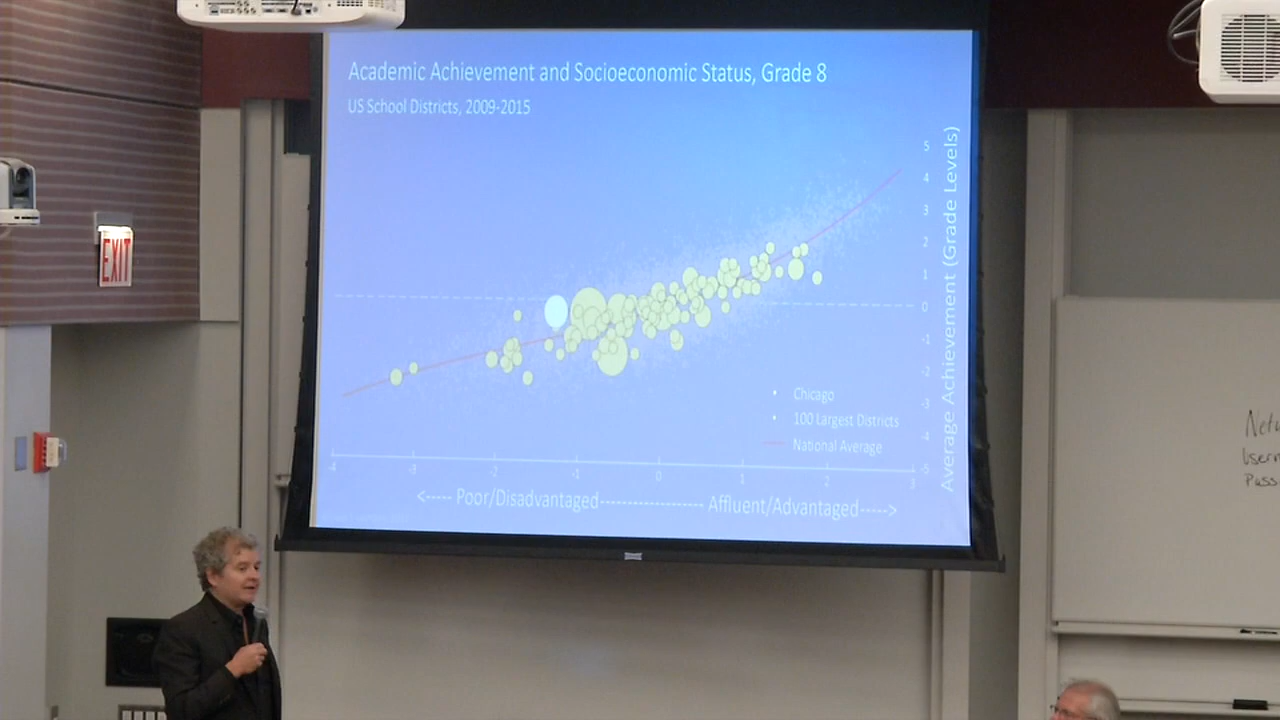 Academic Achievement and Socioeconomic Status, Grade 8
US School Districts, 2009-2015
EXIT
5
4
3
2
1
0
-1
-2
-3
-4
-5
Average Achievement (Grade Levels)
Chicago
100 Largest Districts
National Average
-4 -3 -2 -1 0 1 2 3
<---- Poor/Disadvantaged------------------ Affluent/Advantaged----->